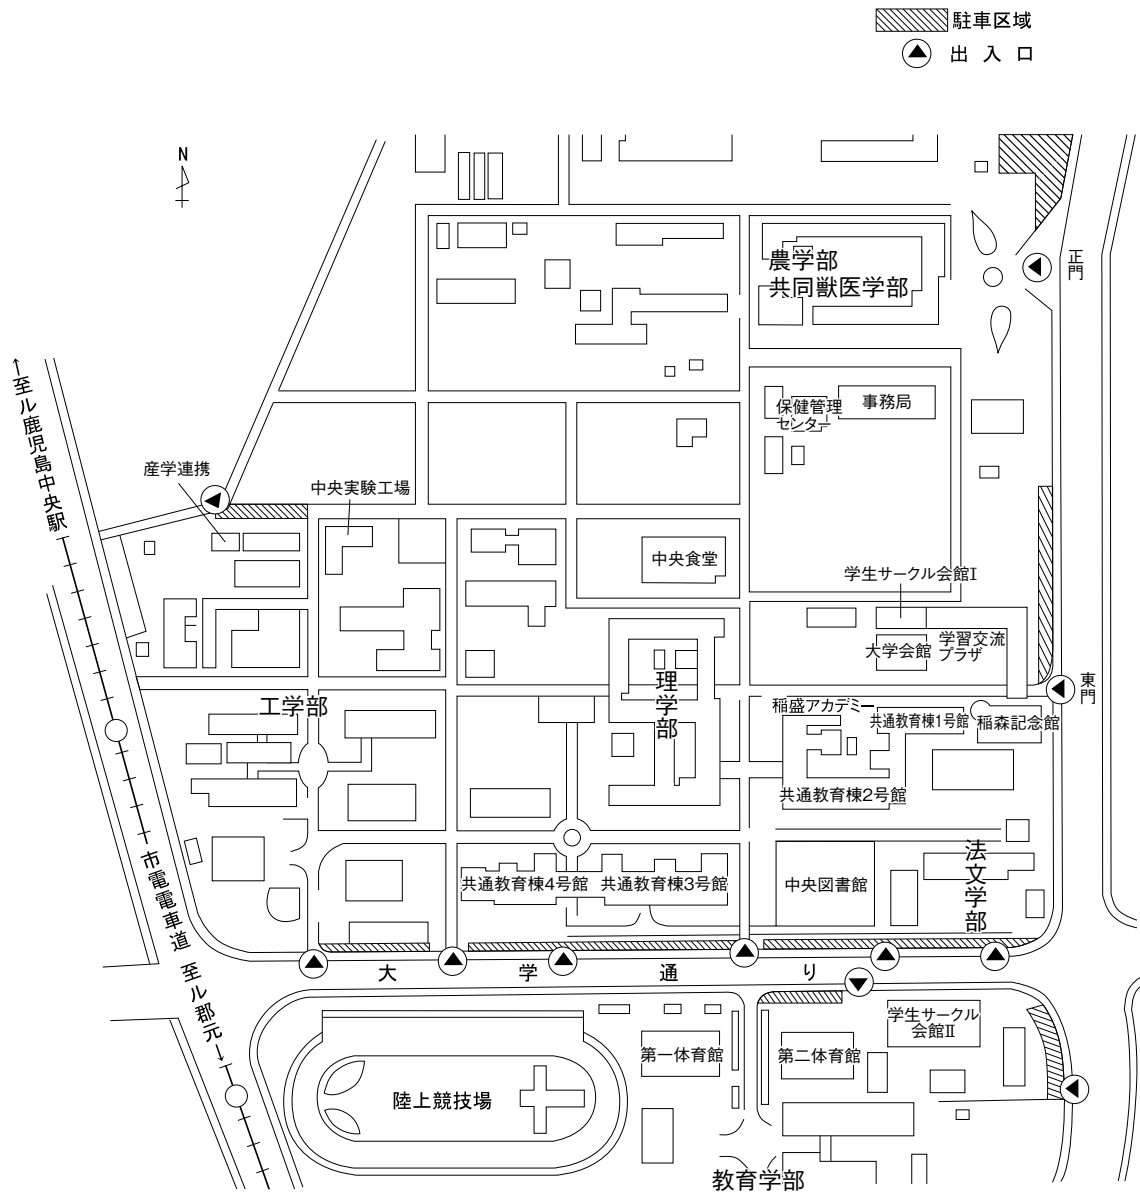 駐車区域
出入口
N
正門
農学部
共同獣医学部
←至ル鹿児島中央駅
保健管理
センター
事務局
産学連携
中央実験工場
中央食堂
学生サークル会館Ⅰ
大学会館
学習交流
プラザ
東門
工学部
理学部
稲盛アカデミー
共通教育棟1号館
稲森記念館
共通教育棟2号館
市電電車道
法文学部
共通教育棟4号館
共通教育棟3号館
中央図書館
大学通り
至ル郡元→
学生サークル
会館Ⅱ
第一体育館
第二体育館
陸上競技場
教育学部